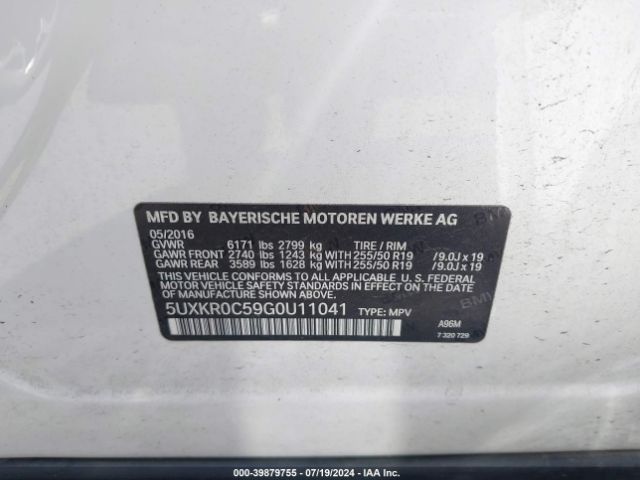 MFD BY BAYERISCHE MOTOREN WERKE AG
05/2016
GVWR 6171 lbs 2799 kg TIRE / RIM
GAWR FRONT 2740 lbs 1243 kg WITH 255/50 R19 /9.0J x 19
GAWR REAR 3589 lbs 1628 kg WITH 255/50 R19 /9.0J x 19
THIS VEHICLE CONFORMS TO ALL APPLICABLE U. S. FEDERAL
MOTOR VEHICLE SAFETY STANDARDS IN EFFECT ON THE
DATE OF MANUFACTURE SHOWN ABOVE.
5UXKR0C59G0U11041 TYPE: MPV
A96M
7 320 729
BMW
000-39879755 - 07/19/2024 - IAA Inc.